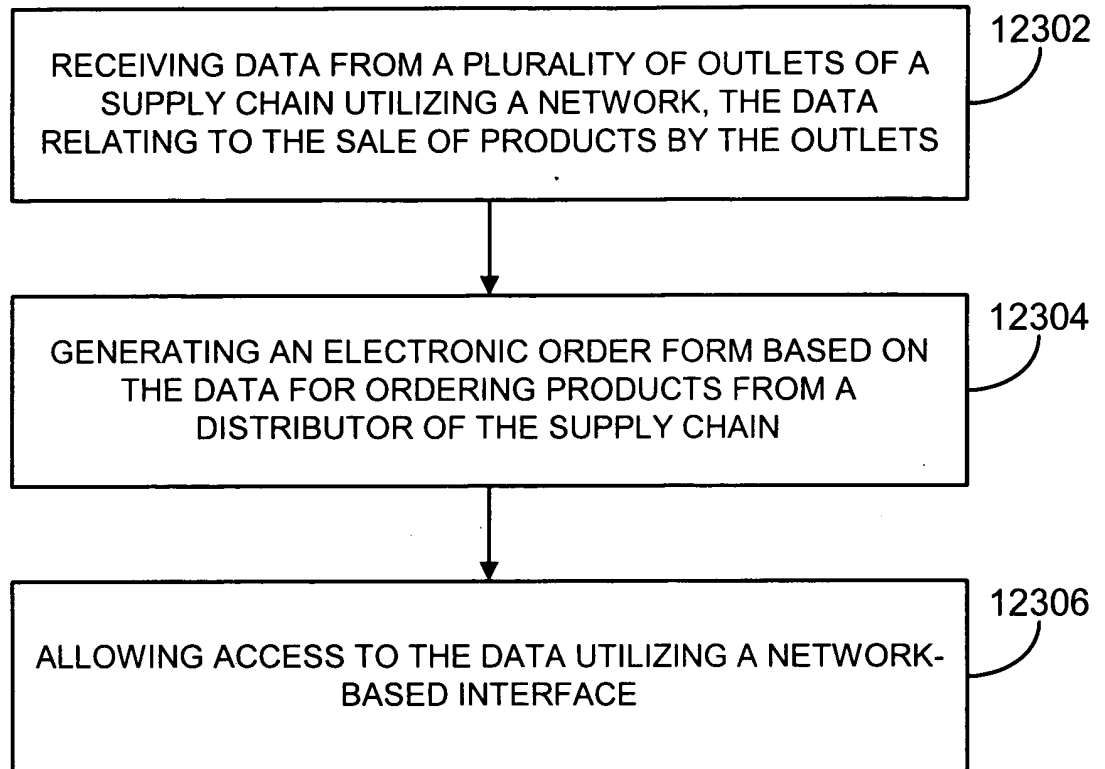 12302
RECEIVING DATA FROM A PLURALITY OF OUTLETS OF A
SUPPLY CHAIN UTILIZING A NETWORK, THE DATA
RELATING TO THE SALE OF PRODUCTS BY THE OUTLETS
12304
GENERATING AN ELECTRONIC ORDER FORM BASED ON
THE DATA FOR ORDERING PRODUCTS FROM A
DISTRIBUTOR OF THE SUPPLY CHAIN
12306
ALLOWING ACCESS TO THE DATA UTILIZING A NETWORK-
BASED INTERFACE